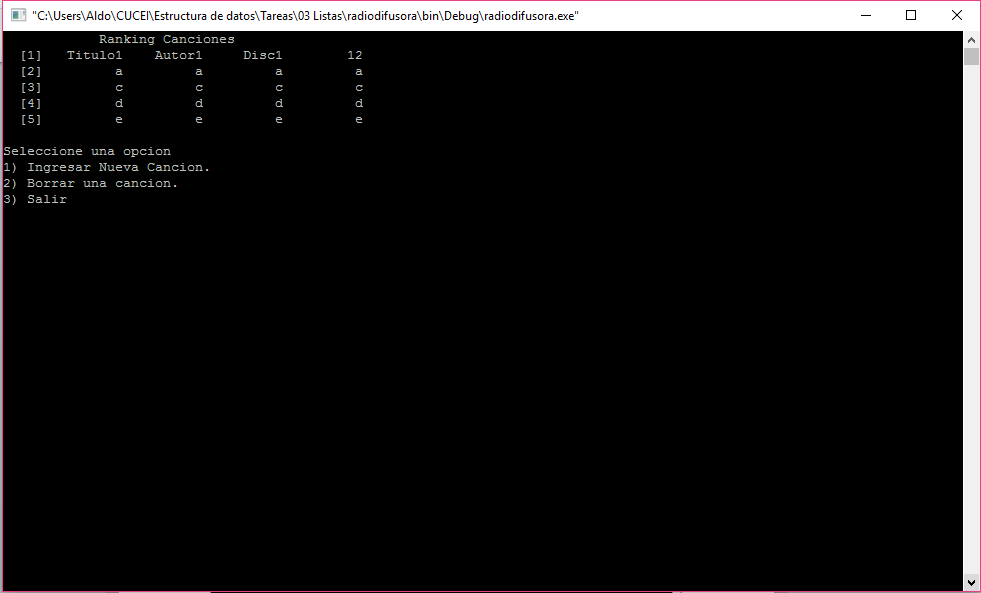 "C:\Users\Aldo\CUCEI\Estructura de datos\Tareas\03 Listas\radiodifusora\bin\Debug\radiodifusora.exe"
Ranking Canciones
[1] Titulo1 Autor1 Disc1 12
[2] a a a a
[3] c c c c
[4] d d d d
[5] e e e e
Seleccione una opcion
1) Ingresar Nueva Cancion.
2) Borrar una cancion.
3) Salir